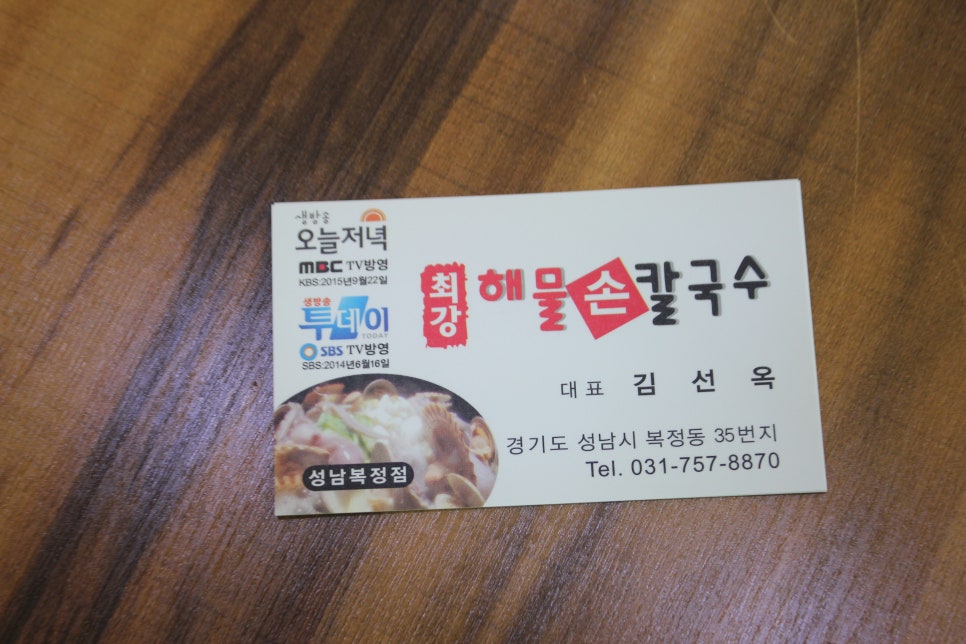 생방송
오늘저녁
MBC TV방영
KBS:2015년9월22일
생방송
투데이
TODAY
SBS TV방영
SBS:2014년6월16일
성남복정점
최강 해물손칼국수
대표 김 선 옥
경기도 성남시 복정동 35번지
Tel. 031-757-8870